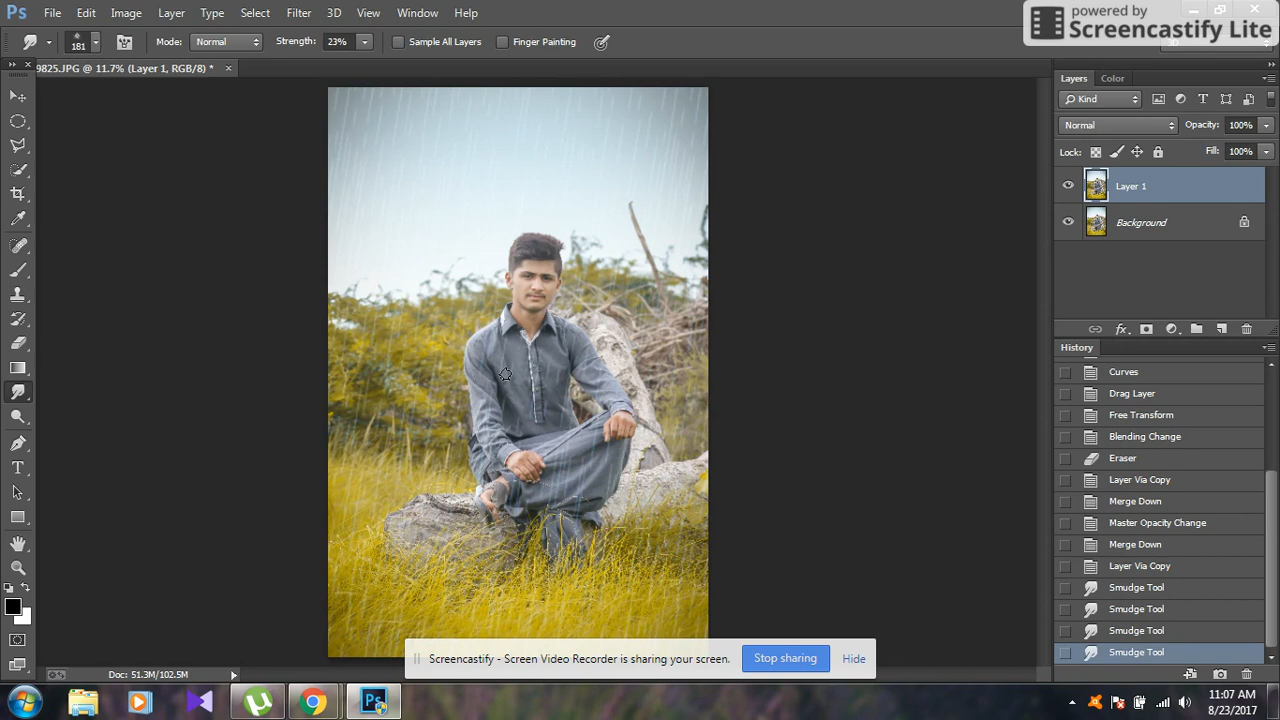 Ps File Edit Image Layer Type Select Filter 3D View Window Help
powered by
Screencastify Lite
181 Mode: Normal Strength: 23% Sample All Layers Finger Painting
9825.JPG @ 11.7% (Layer 1, RGB/8) * ×
Layers Color
Kind
Normal Opacity: 100%
Lock: Fill: 100%
Layer 1
Background
fx
History
Curves
Drag Layer
Free Transform
Blending Change
Eraser
Layer Via Copy
Merge Down
Master Opacity Change
Merge Down
Layer Via Copy
Smudge Tool
Smudge Tool
Smudge Tool
Smudge Tool
Screencastify - Screen Video Recorder is sharing your screen. Stop sharing Hide
Doc: 51.3M/102.5M
Ps
11:07 AM
8/23/2017